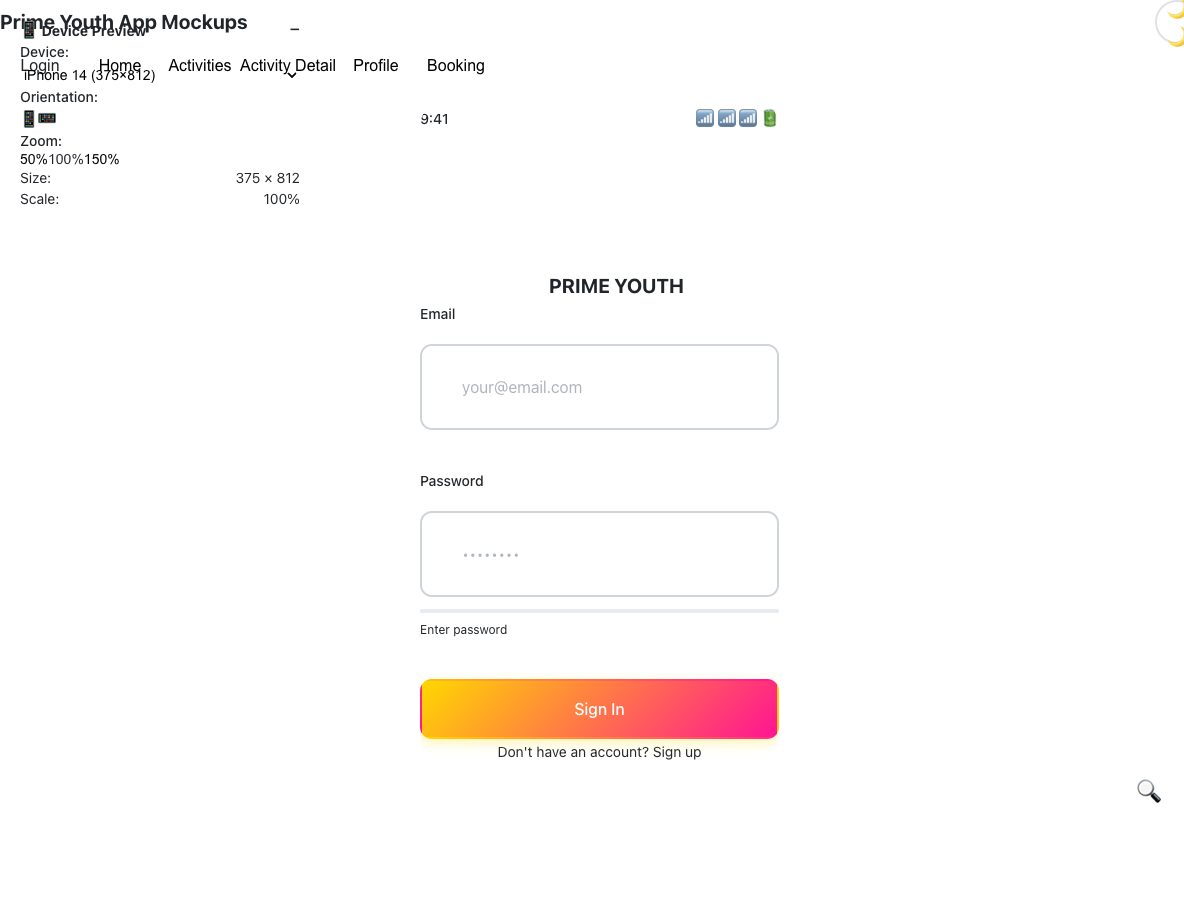 Prime Youth App Mockups
Device Preview −
Device:
Login Home Activities Activity Detail Profile Booking
iPhone 14 (375×812)
Orientation:
9:41
Zoom:
50%100%150%
Size: 375 × 812
Scale: 100%
PRIME YOUTH
Email
your@email.com
Password
••••••••
Enter password
Sign In
Don't have an account? Sign up